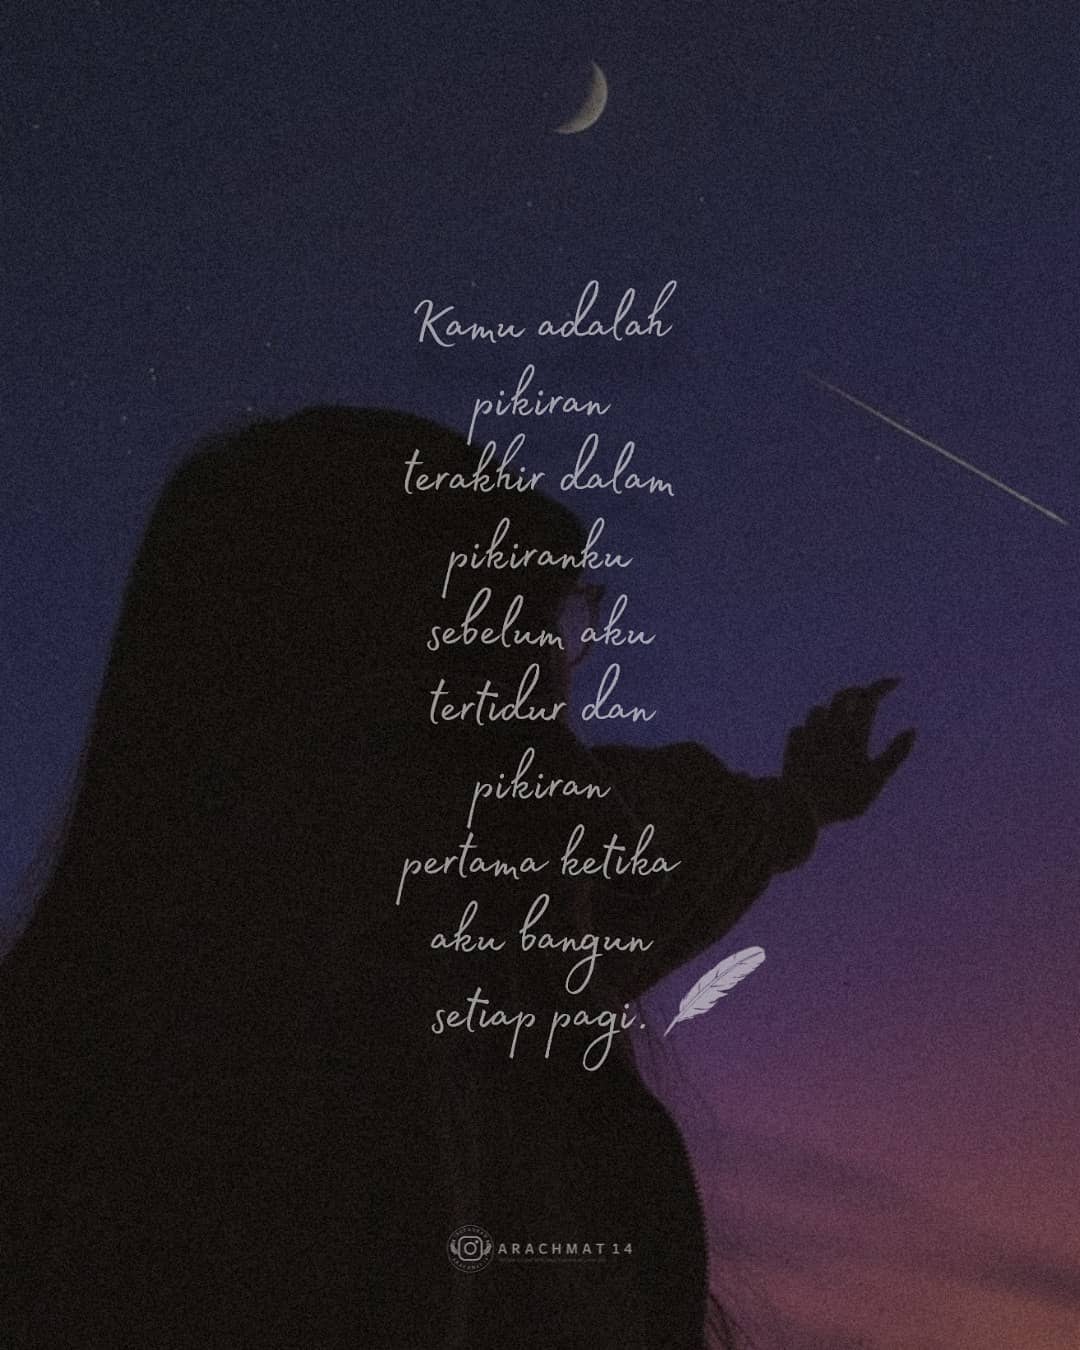 Kamu adalah
pikiran
terakhir dalam
pikiranku
sebelum aku
tertidur dan
pikiran
pertama ketika
aku bangun
setiap pagi.
ARACHMAT 14